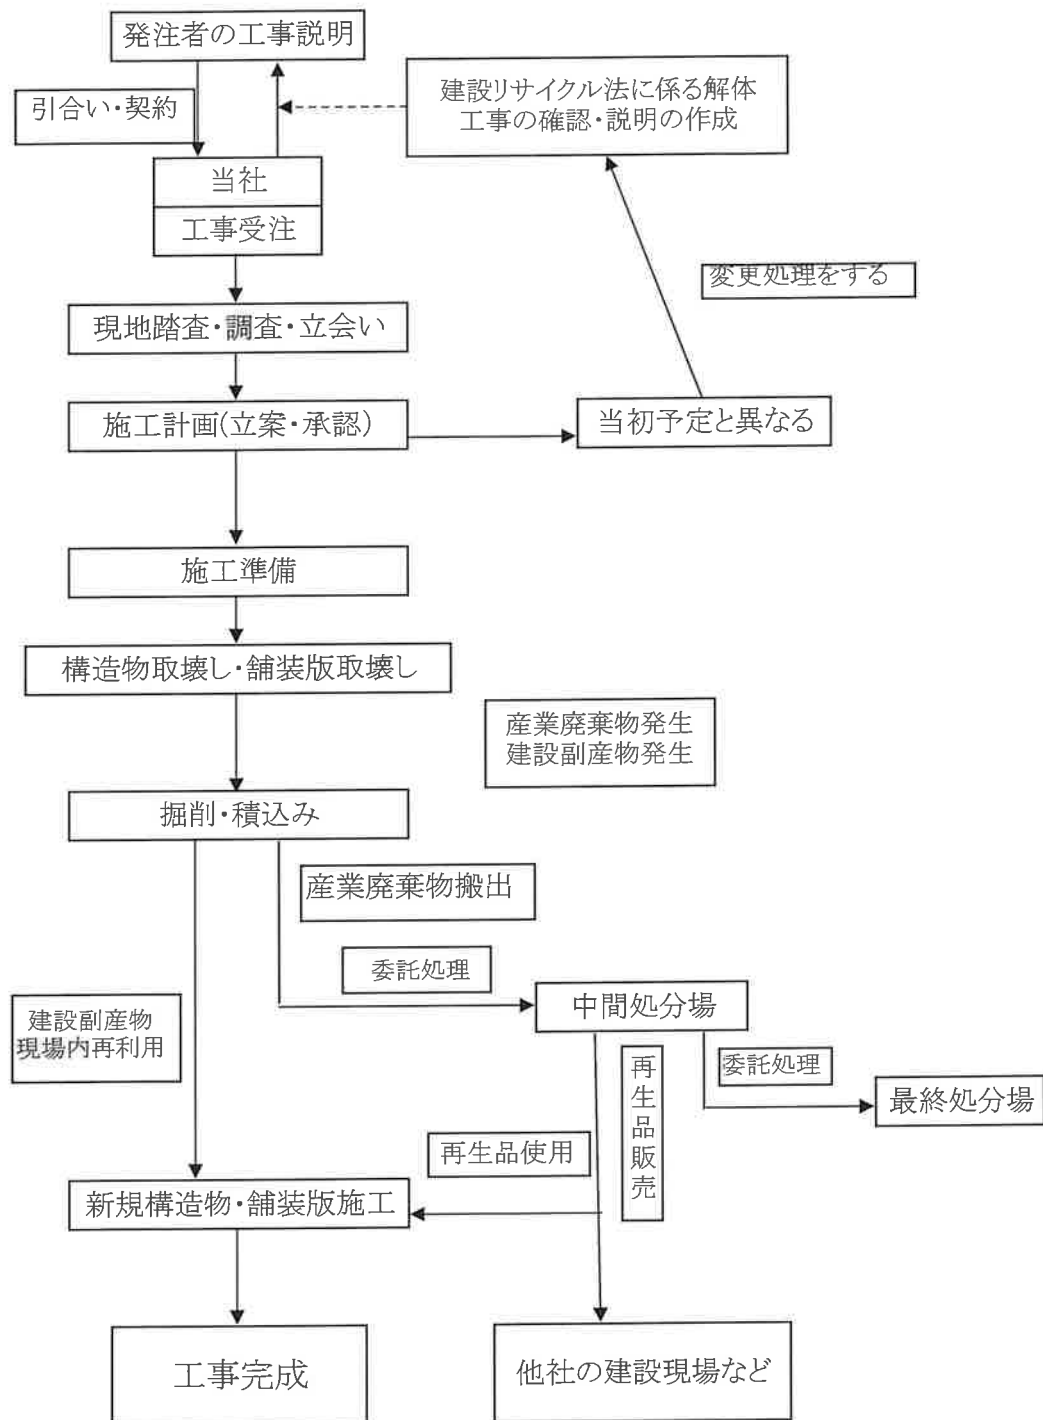 発注者の工事説明
引合い・契約
建設リサイクル法に係る解体
工事の確認・説明の作成
当社
工事受注
変更処理をする
現地踏査・調査・立会い
施工計画(立案・承認)
当初予定と異なる
施工準備
構造物取壊し・舗装版取壊し
産業廃棄物発生
建設副産物発生
掘削・積込み
産業廃棄物搬出
委託処理
中間処分場
建設副産物
現場内再利用
再生品販売
委託処理
最終処分場
再生品使用
新規構造物・舗装版施工
工事完成
他社の建設現場など